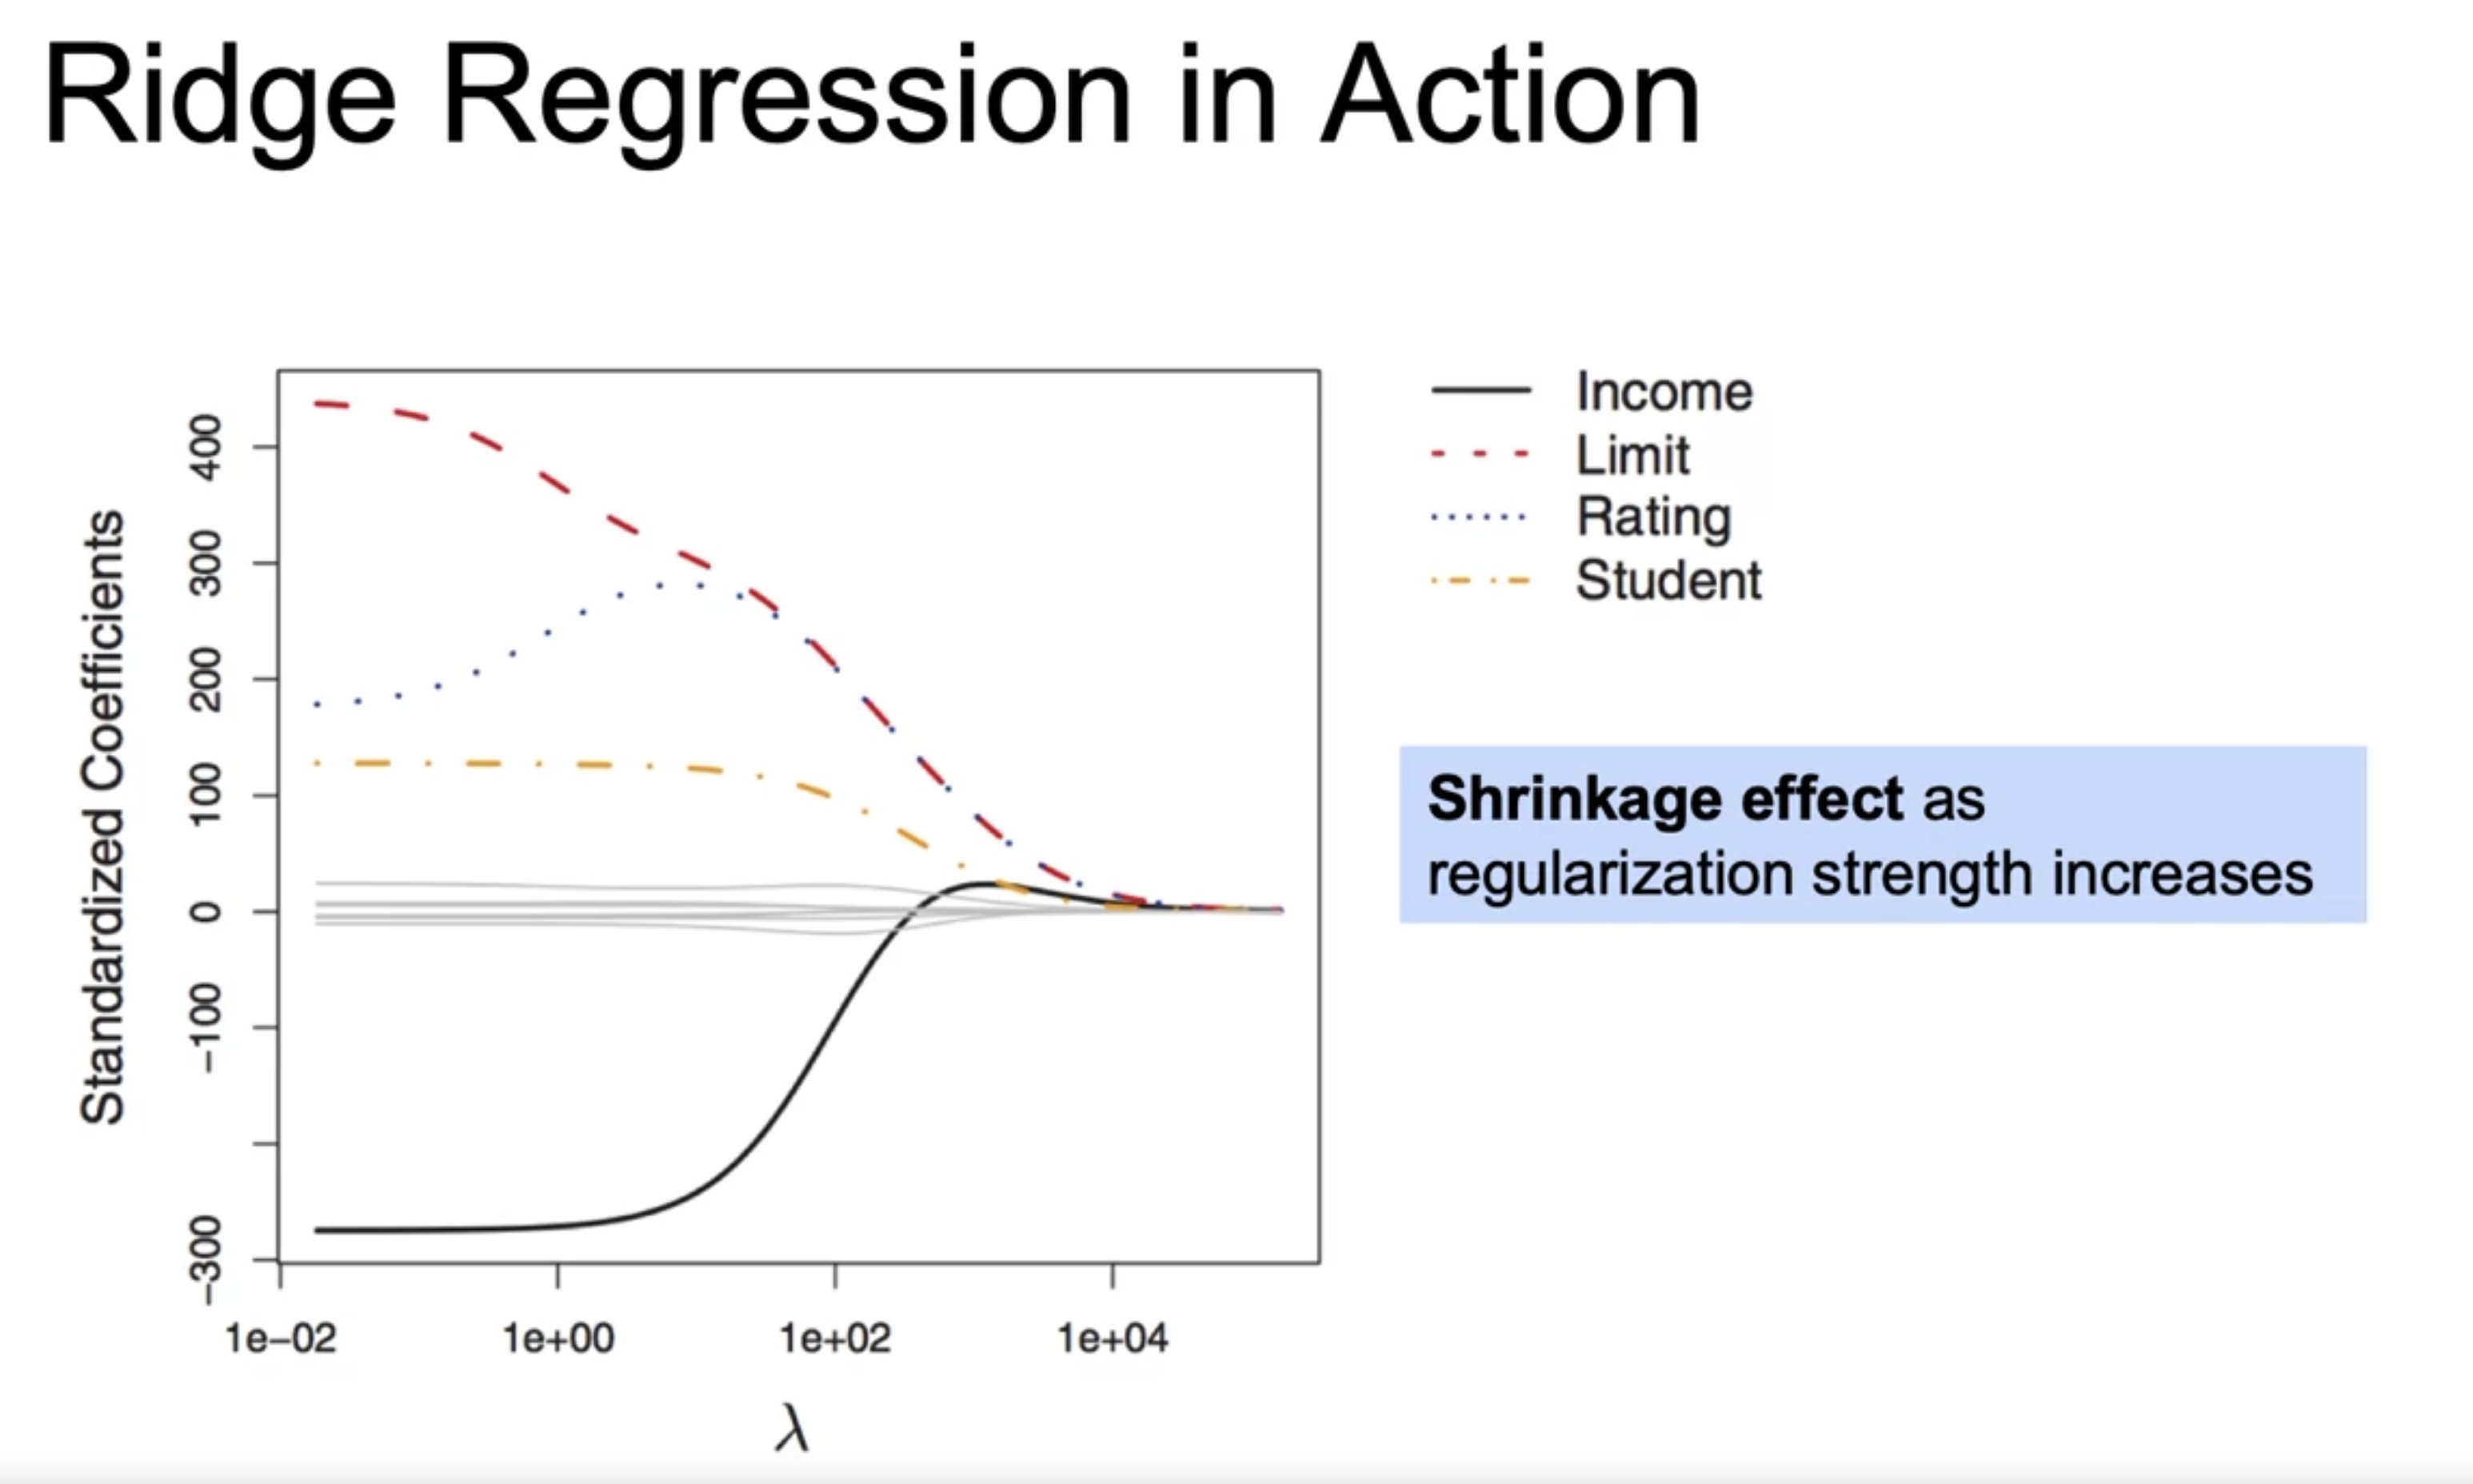 Ridge Regression in Action
Standardized Coefficients
400
300
200
100
0
−100
−300
1e−02
1e+00
1e+02
1e+04
λ
Income
Limit
Rating
Student
Shrinkage effect as
regularization strength increases